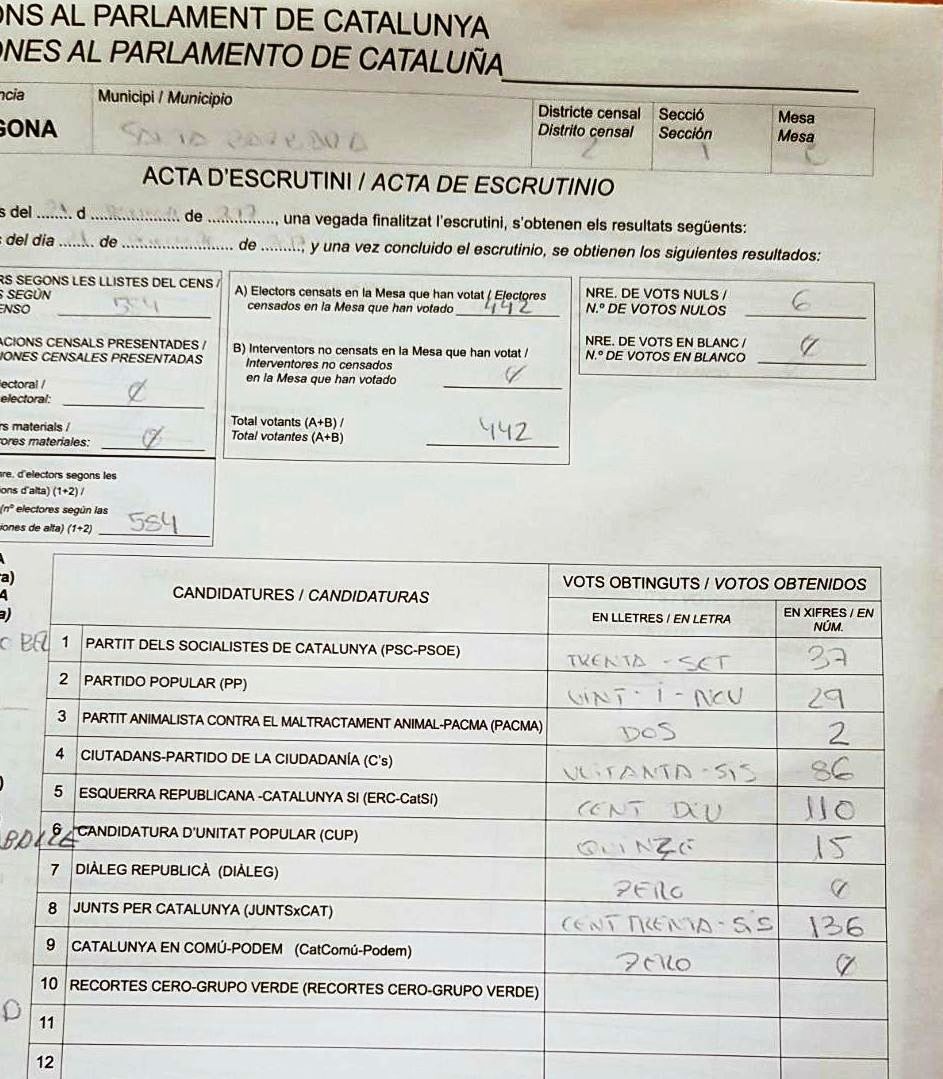 ONS AL PARLAMENT DE CATALUNYA
ONES AL PARLAMENTO DE CATALUÑA
ncia Municipi / Municipio Districte censal Secció Mesa
Distrito censal Sección Mesa
GONA 2 1
ACTA D'ESCRUTINI / ACTA DE ESCRUTINIO
s del ........ d .................... de .............., una vegada finalitzat l'escrutini, s'obtenen els resultats següents:
s del día ........ de ........................ de .........., y una vez concluido el escrutinio, se obtienen los siguientes resultados:
RS SEGONS LES LLISTES DEL CENS /
S SEGÚN
ENSO 584
ACIONS CENSALS PRESENTADES /
IONES CENSALES PRESENTADAS
lectoral /
electoral: 0
rs materials /
ores materiales: 0
nre. d'electors segons les
ions d'alta) (1+2) /
(nº electores según las
iones de alta) (1+2) 584
A) Electors censats en la Mesa que han votat / Electores
censados en la Mesa que han votado 442
B) Interventors no censats en la Mesa que han votat /
Interventores no censados
en la Mesa que han votado 0
Total votants (A+B) /
Total votantes (A+B) 442
NRE. DE VOTS NULS /
N.º DE VOTOS NULOS 6
NRE. DE VOTS EN BLANC /
N.º DE VOTOS EN BLANCO 0
CANDIDATURES / CANDIDATURAS VOTS OBTINGUTS / VOTOS OBTENIDOS
EN LLETRES / EN LETRA EN XIFRES / EN
NÚM.
1 PARTIT DELS SOCIALISTES DE CATALUNYA (PSC-PSOE) TRENTA-SET 37
2 PARTIDO POPULAR (PP) VINT-I-NOU 29
3 PARTIT ANIMALISTA CONTRA EL MALTRACTAMENT ANIMAL-PACMA (PACMA) DOS 2
4 CIUTADANS-PARTIDO DE LA CIUDADANÍA (C's) VUITANTA-SIS 86
5 ESQUERRA REPUBLICANA -CATALUNYA SI (ERC-CatSí) CENT DEU 110
6 CANDIDATURA D'UNITAT POPULAR (CUP) QUINZE 15
7 DIÀLEG REPUBLICÀ (DIÀLEG) ZERO 0
8 JUNTS PER CATALUNYA (JUNTSxCAT) CENT TRENTA-SIS 136
9 CATALUNYA EN COMÚ-PODEM (CatComú-Podem) ZERO 0
10 RECORTES CERO-GRUPO VERDE (RECORTES CERO-GRUPO VERDE)
11
12